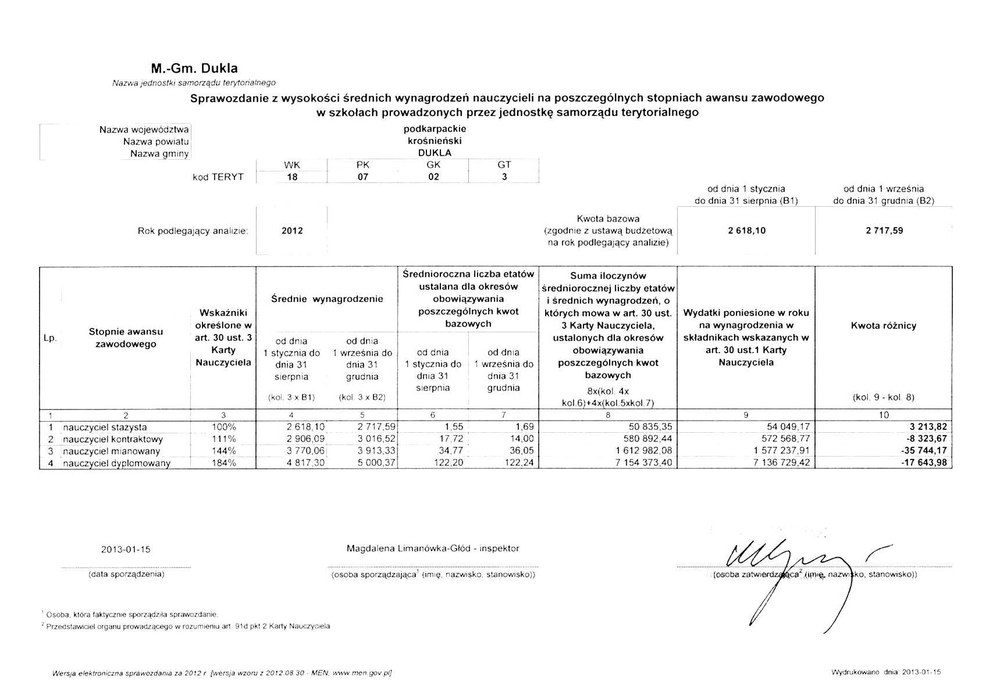 M.-Gm. Dukla
Nazwa jednostki samorządu terytorialnego
Sprawozdanie z wysokości średnich wynagrodzeń nauczycieli na poszczególnych stopniach awansu zawodowego
w szkołach prowadzonych przez jednostkę samorządu terytorialnego
Nazwa województwa podkarpackie
Nazwa powiatu krośnieński
Nazwa gminy DUKLA
WK PK GK GT
kod TERYT 18 07 02 3
od dnia 1 stycznia od dnia 1 września
do dnia 31 sierpnia (B1) do dnia 31 grudnia (B2)
Rok podlegający analizie: 2012
Kwota bazowa
(zgodnie z ustawą budżetową 2 618,10 2 717,59
na rok podlegający analizie)
Lp.
Stopnie awansu
zawodowego
Wskaźniki
określone w
art. 30 ust. 3
Karty
Nauczyciela
Średnie wynagrodzenie
od dnia
1 stycznia do
dnia 31
sierpnia
(kol. 3 x B1)
od dnia
1 września do
dnia 31
grudnia
(kol. 3 x B2)
Średnioroczna liczba etatów
ustalana dla okresów
obowiązywania
poszczególnych kwot
bazowych
od dnia
1 stycznia do
dnia 31
sierpnia
od dnia
1 września do
dnia 31
grudnia
Suma iloczynów
średniorocznej liczby etatów
i średnich wynagrodzeń, o
których mowa w art. 30 ust.
3 Karty Nauczyciela,
ustalonych dla okresów
obowiązywania
poszczególnych kwot
bazowych
8x(kol. 4x
kol.6)+4x(kol.5xkol.7)
Wydatki poniesione w roku
na wynagrodzenia w
składnikach wskazanych w
art. 30 ust.1 Karty
Nauczyciela
Kwota różnicy
(kol. 9 - kol. 8)
1 2 3 4 5 6 7 8 9 10
1 nauczyciel stażysta 100% 2 618,10 2 717,59 1,55 1,69 50 835,35 54 049,17 3 213,82
2 nauczyciel kontraktowy 111% 2 906,09 3 016,52 17,72 14,00 580 892,44 572 568,77 -8 323,67
3 nauczyciel mianowany 144% 3 770,06 3 913,33 34,77 36,05 1 612 982,08 1 577 237,91 -35 744,17
4 nauczyciel dyplomowany 184% 4 817,30 5 000,37 122,20 122,24 7 154 373,40 7 136 729,42 -17 643,98
2013-01-15 Magdalena Limanówka-Głód - inspektor
(data sporządzenia) (osoba sporządzająca1 (imię, nazwisko, stanowisko)) (osoba zatwierdzająca2 (imię, nazwisko, stanowisko))
1 Osoba, która faktycznie sporządziła sprawozdanie.
2 Przedstawiciel organu prowadzącego w rozumieniu art. 91d pkt 2 Karty Nauczyciela
Wersja elektroniczna sprawozdania za 2012 r. [wersja wzoru z 2012.08.30 - MEN, www.men.gov.pl]
Wydrukowano dnia: 2013-01-15